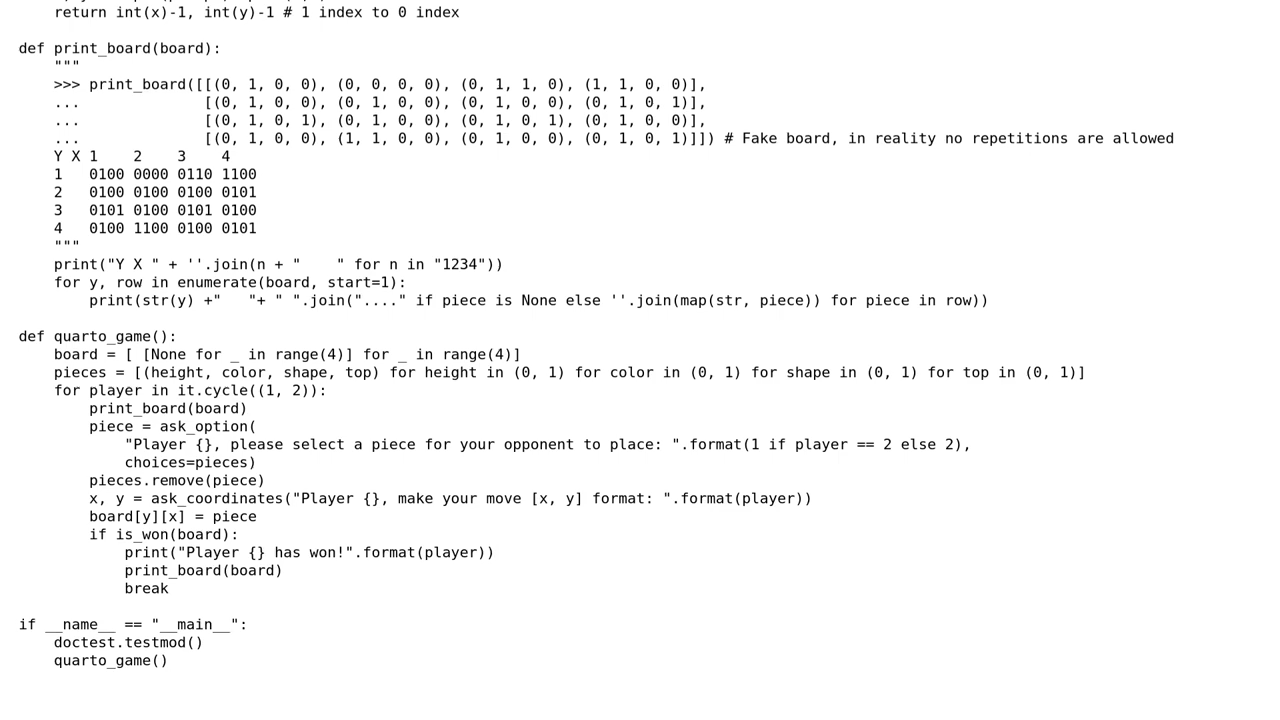 return int(x)-1, int(y)-1 # 1 index to 0 index

def print_board(board):
    """
    >>> print_board([[(0, 1, 0, 0), (0, 0, 0, 0), (0, 1, 1, 0), (1, 1, 0, 0)],
    ...              [(0, 1, 0, 0), (0, 1, 0, 0), (0, 1, 0, 0), (0, 1, 0, 1)],
    ...              [(0, 1, 0, 1), (0, 1, 0, 0), (0, 1, 0, 1), (0, 1, 0, 0)],
    ...              [(0, 1, 0, 0), (1, 1, 0, 0), (0, 1, 0, 0), (0, 1, 0, 1)]]) # Fake board, in reality no repetitions are allowed
    Y X 1    2    3    4
    1   0100 0000 0110 1100
    2   0100 0100 0100 0101
    3   0101 0100 0101 0100
    4   0100 1100 0100 0101
    """
    print("Y X " + ''.join(n + "    " for n in "1234"))
    for y, row in enumerate(board, start=1):
        print(str(y) +"   "+ " ".join("...." if piece is None else ''.join(map(str, piece)) for piece in row))

def quarto_game():
    board = [ [None for _ in range(4)] for _ in range(4)]
    pieces = [(height, color, shape, top) for height in (0, 1) for color in (0, 1) for shape in (0, 1) for top in (0, 1)]
    for player in it.cycle((1, 2)):
        print_board(board)
        piece = ask_option(
            "Player {}, please select a piece for your opponent to place: ".format(1 if player == 2 else 2),
            choices=pieces)
        pieces.remove(piece)
        x, y = ask_coordinates("Player {}, make your move [x, y] format: ".format(player))
        board[y][x] = piece
        if is_won(board):
            print("Player {} has won!".format(player))
            print_board(board)
            break

if __name__ == "__main__":
    doctest.testmod()
    quarto_game()